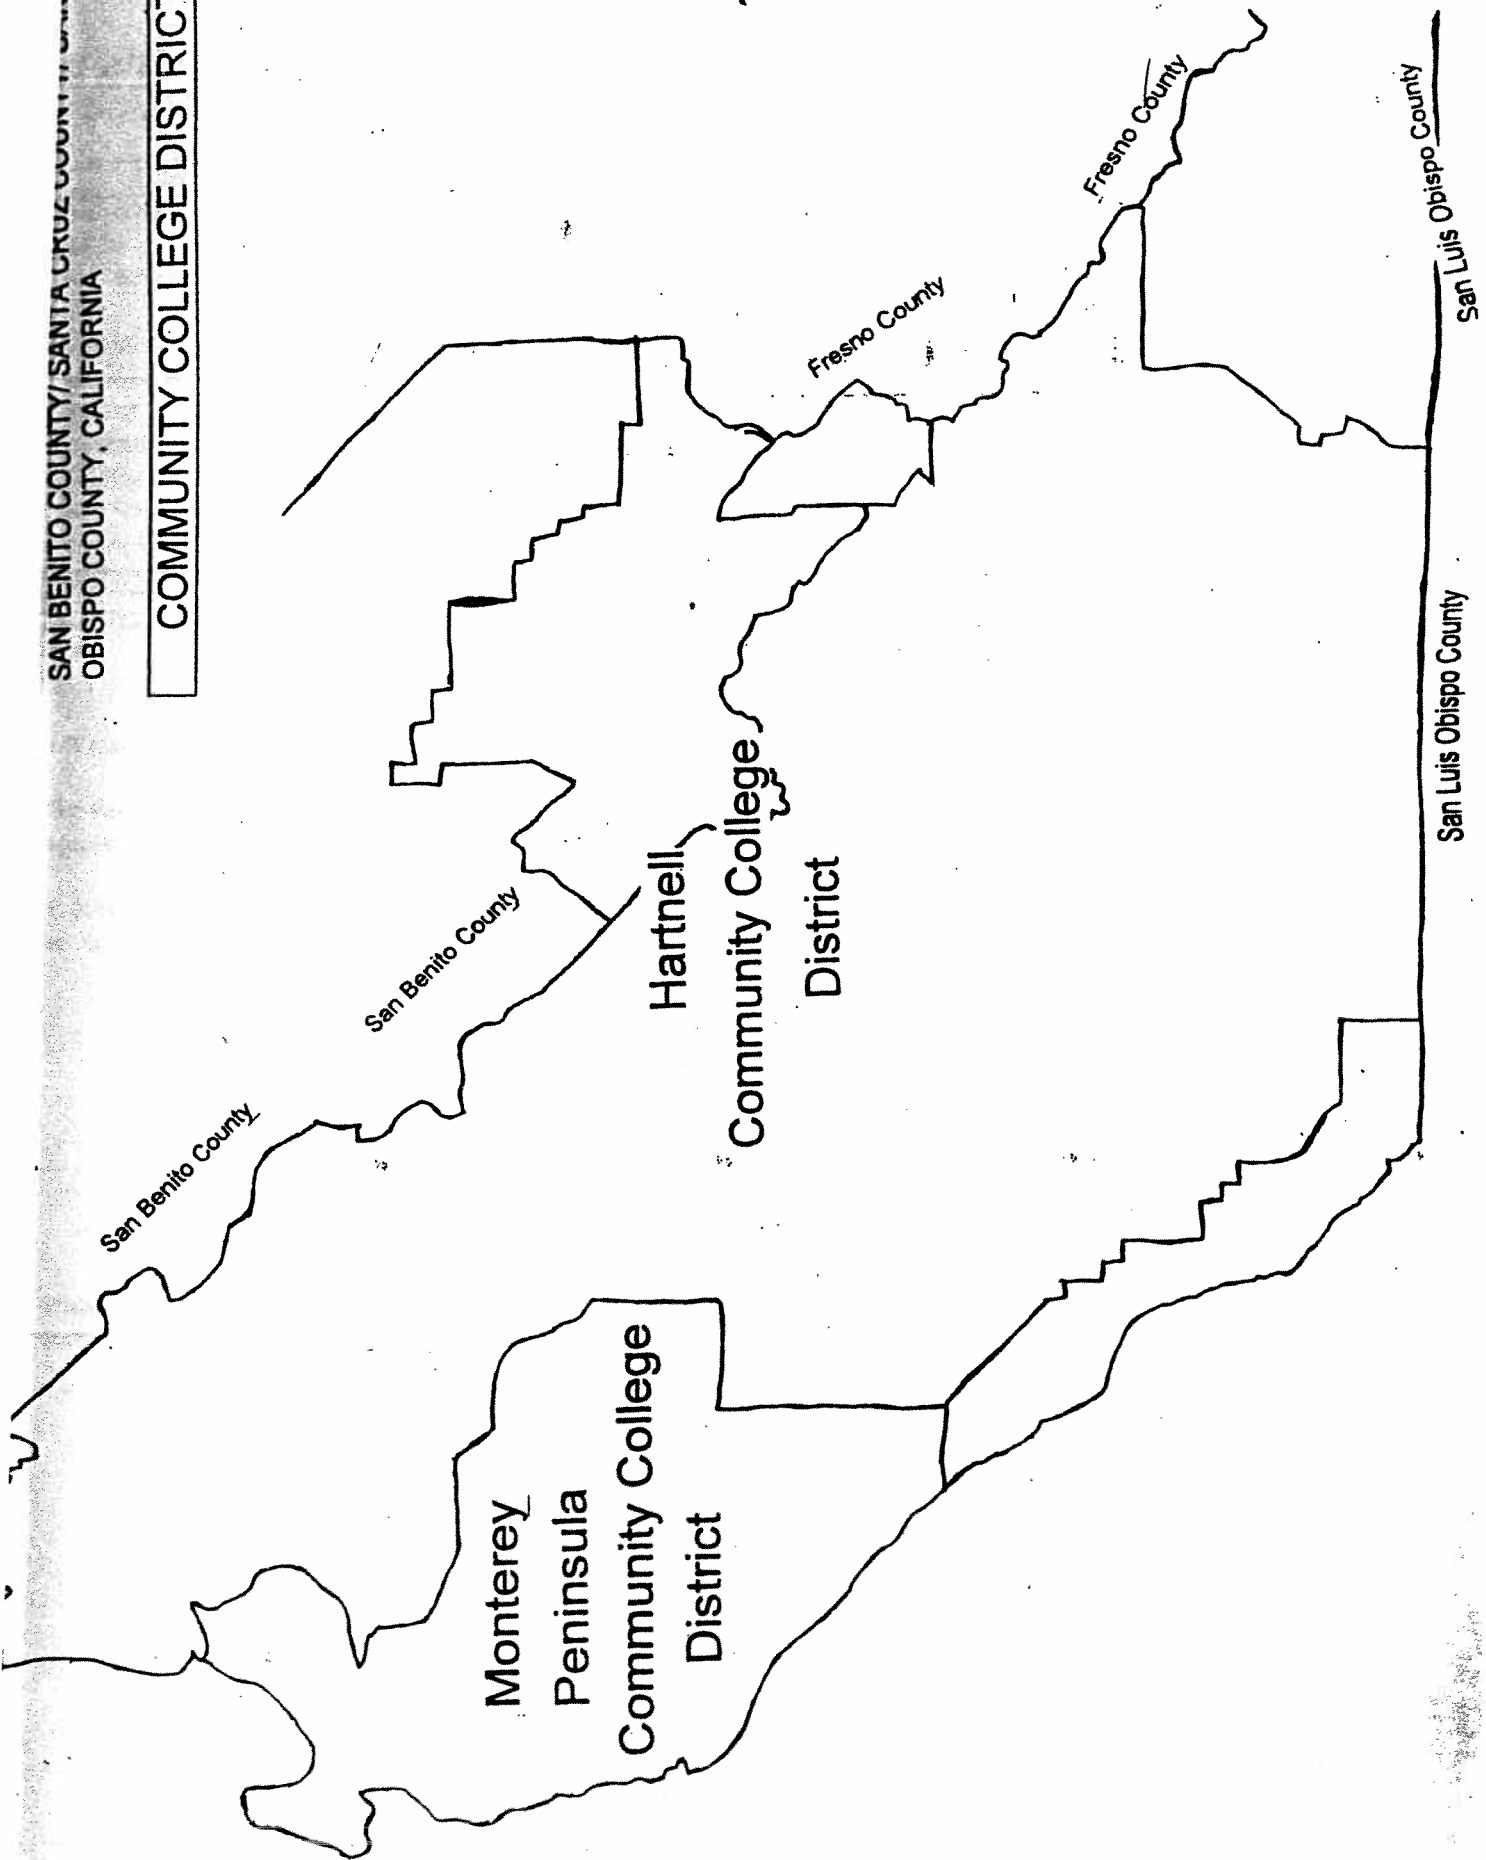 SAN BENITO COUNTY/ SANTA CRUZ COUNTY/
OBISPO COUNTY, CALIFORNIA
COMMUNITY COLLEGE DISTRICT
San Benito County
San Benito County
Fresno County
Fresno County
Hartnell
Community College
District
Monterey
Peninsula
Community College
District
San Luis Obispo County
San Luis Obispo County